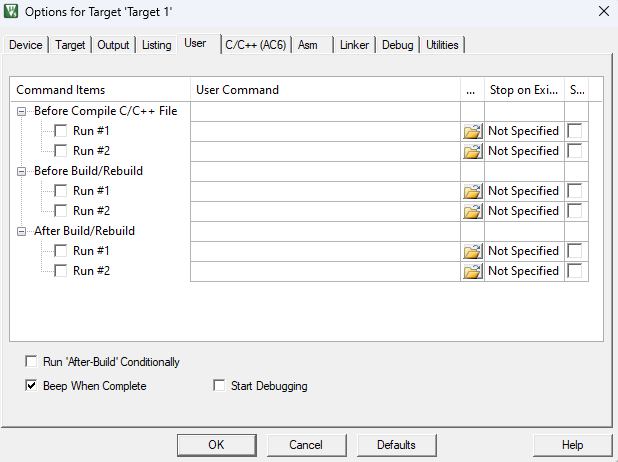 Options for Target 'Target 1'
Device Target Output Listing User C/C++ (AC6) Asm Linker Debug Utilities
Command Items User Command ... Stop on Exi... S...
Before Compile C/C++ File
Run #1 Not Specified
Run #2 Not Specified
Before Build/Rebuild
Run #1 Not Specified
Run #2 Not Specified
After Build/Rebuild
Run #1 Not Specified
Run #2 Not Specified
Run 'After-Build' Conditionally
Beep When Complete Start Debugging
OK Cancel Defaults Help